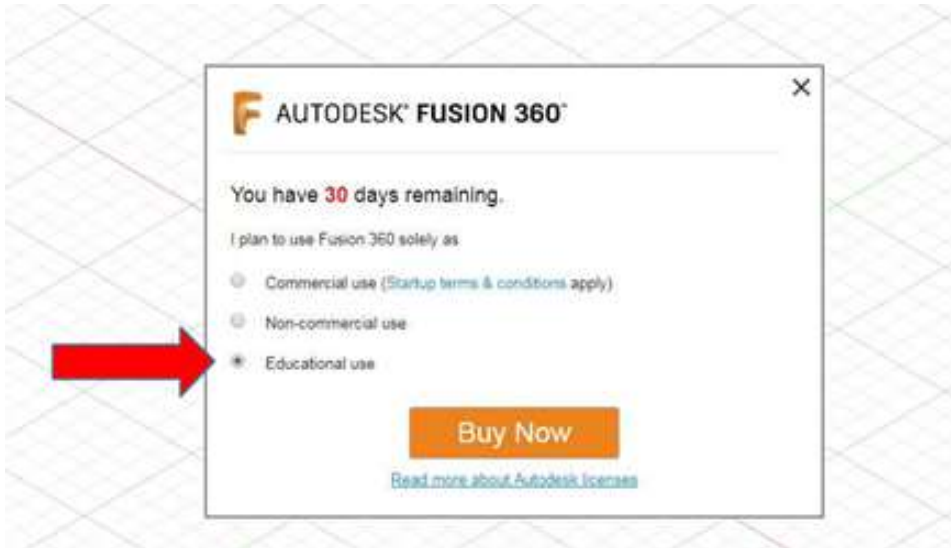 AUTODESK® FUSION 360™
You have 30 days remaining.
I plan to use Fusion 360 solely as
Commercial use (Startup terms & conditions apply)
Non-commercial use
Educational use
Buy Now
Read more about Autodesk licenses